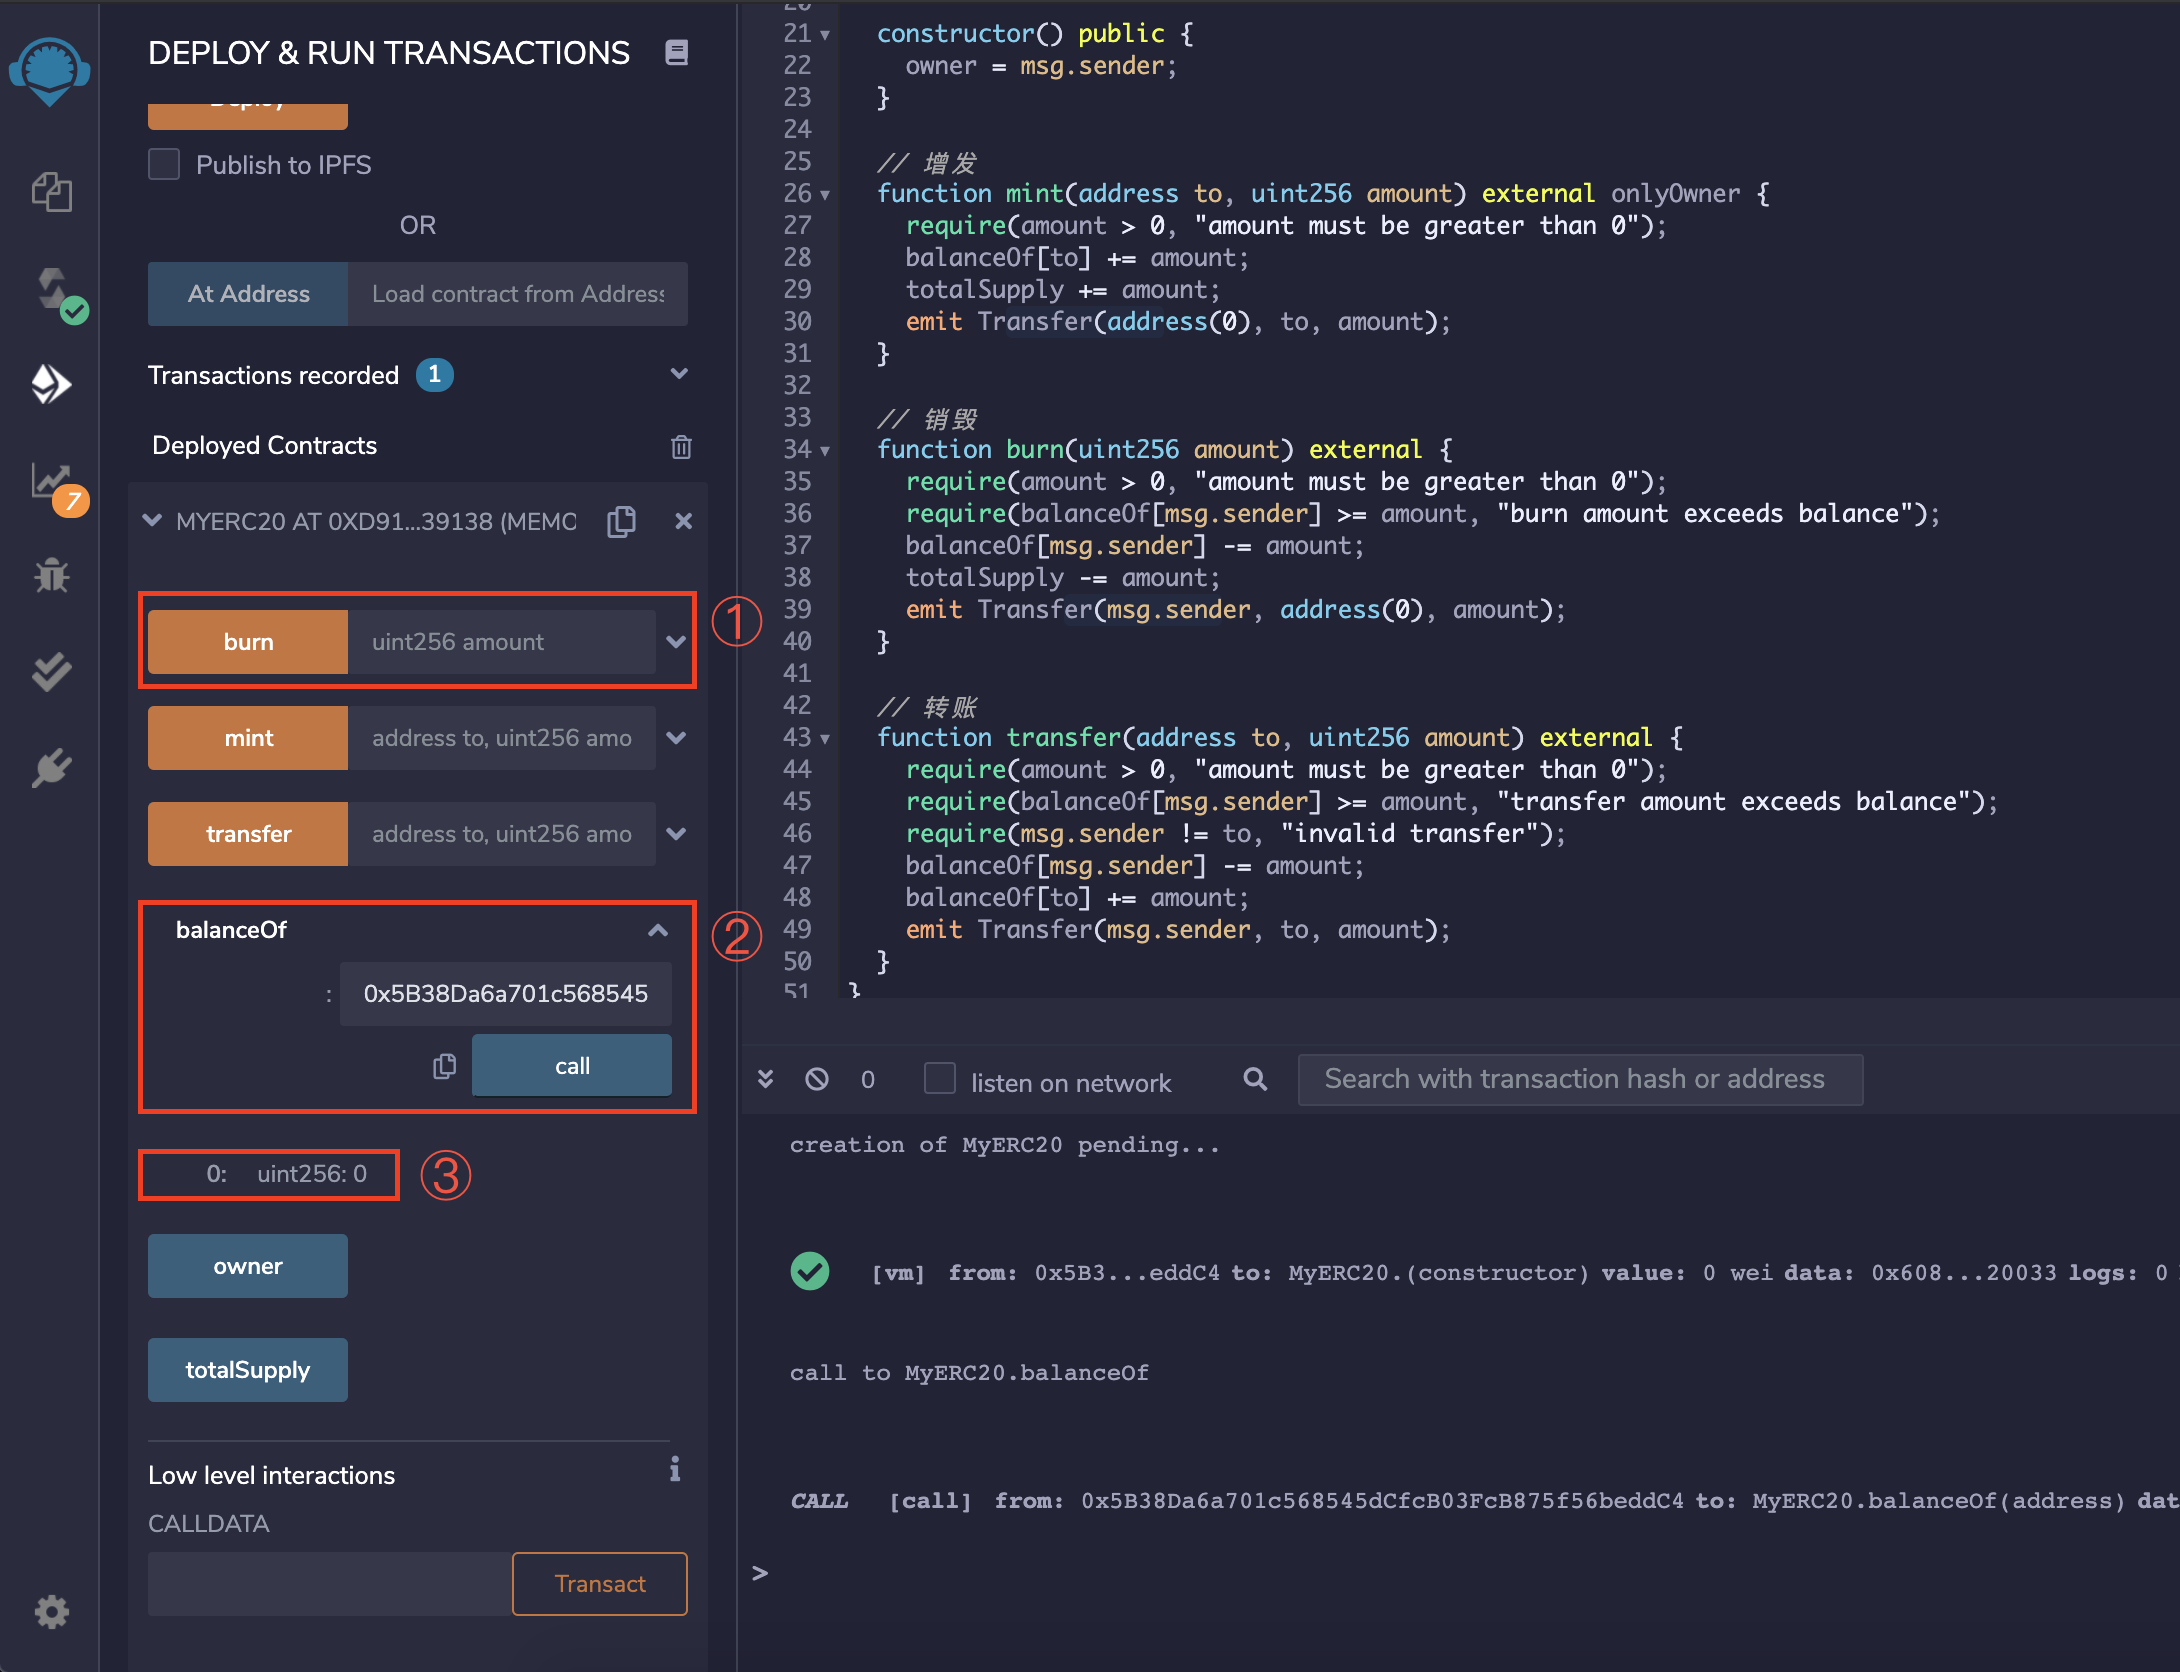 DEPLOY & RUN TRANSACTIONS
Deploy
Publish to IPFS
OR
At Address
Load contract from Address
Transactions recorded 1
Deployed Contracts
7
MYERC20 AT 0XD91...39138 (MEMO
burn
uint256 amount
①
mint
address to, uint256 amo
transfer
address to, uint256 amo
balanceOf
②
: 0x5B38Da6a701c568545
call
0: uint256: 0
③
owner
totalSupply
Low level interactions
i
CALLDATA
Transact
20
21 constructor() public {
22 owner = msg.sender;
23 }
24
25 // 增发
26 function mint(address to, uint256 amount) external onlyOwner {
27 require(amount > 0, "amount must be greater than 0");
28 balanceOf[to] += amount;
29 totalSupply += amount;
30 emit Transfer(address(0), to, amount);
31 }
32
33 // 销毁
34 function burn(uint256 amount) external {
35 require(amount > 0, "amount must be greater than 0");
36 require(balanceOf[msg.sender] >= amount, "burn amount exceeds balance");
37 balanceOf[msg.sender] -= amount;
38 totalSupply -= amount;
39 emit Transfer(msg.sender, address(0), amount);
40 }
41
42 // 转账
43 function transfer(address to, uint256 amount) external {
44 require(amount > 0, "amount must be greater than 0");
45 require(balanceOf[msg.sender] >= amount, "transfer amount exceeds balance");
46 require(msg.sender != to, "invalid transfer");
47 balanceOf[msg.sender] -= amount;
48 balanceOf[to] += amount;
49 emit Transfer(msg.sender, to, amount);
50 }
51 }
0
listen on network
Search with transaction hash or address
creation of MyERC20 pending...
[vm] from: 0x5B3...eddC4 to: MyERC20.(constructor) value: 0 wei data: 0x608...20033 logs: 0
call to MyERC20.balanceOf
CALL [call] from: 0x5B38Da6a701c568545dCfcB03FcB875f56beddC4 to: MyERC20.balanceOf(address) dat
>